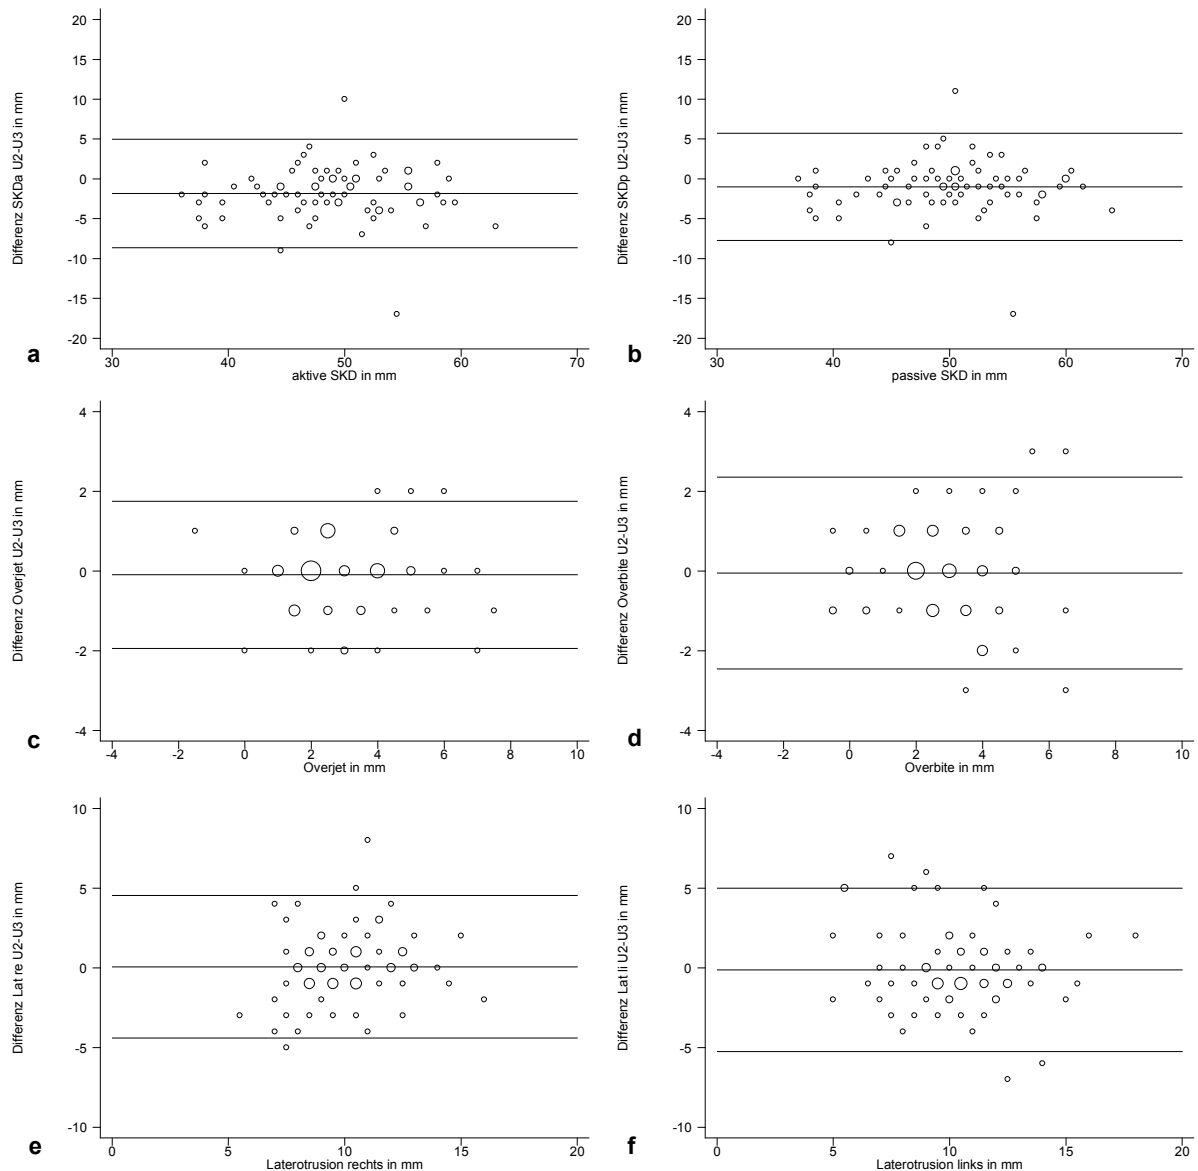 20
15
10
5
0
-5
-10
-15
-20
Differenz SKDa U2-U3 in mm
30 40 50 60 70
aktive SKD in mm
a
20
15
10
5
0
-5
-10
-15
-20
Differenz SKDp U2-U3 in mm
30 40 50 60 70
passive SKD in mm
b
4
2
0
-2
-4
Differenz Overjet U2-U3 in mm
-4 -2 0 2 4 6 8 10
Overjet in mm
c
4
2
0
-2
-4
Differenz Overbite U2-U3 in mm
-4 -2 0 2 4 6 8 10
Overbite in mm
d
10
5
0
-5
-10
Differenz Lat re U2-U3 in mm
0 5 10 15 20
Laterotrusion rechts in mm
e
10
5
0
-5
-10
Differenz Lat li U2-U3 in mm
0 5 10 15 20
Laterotrusion links in mm
f